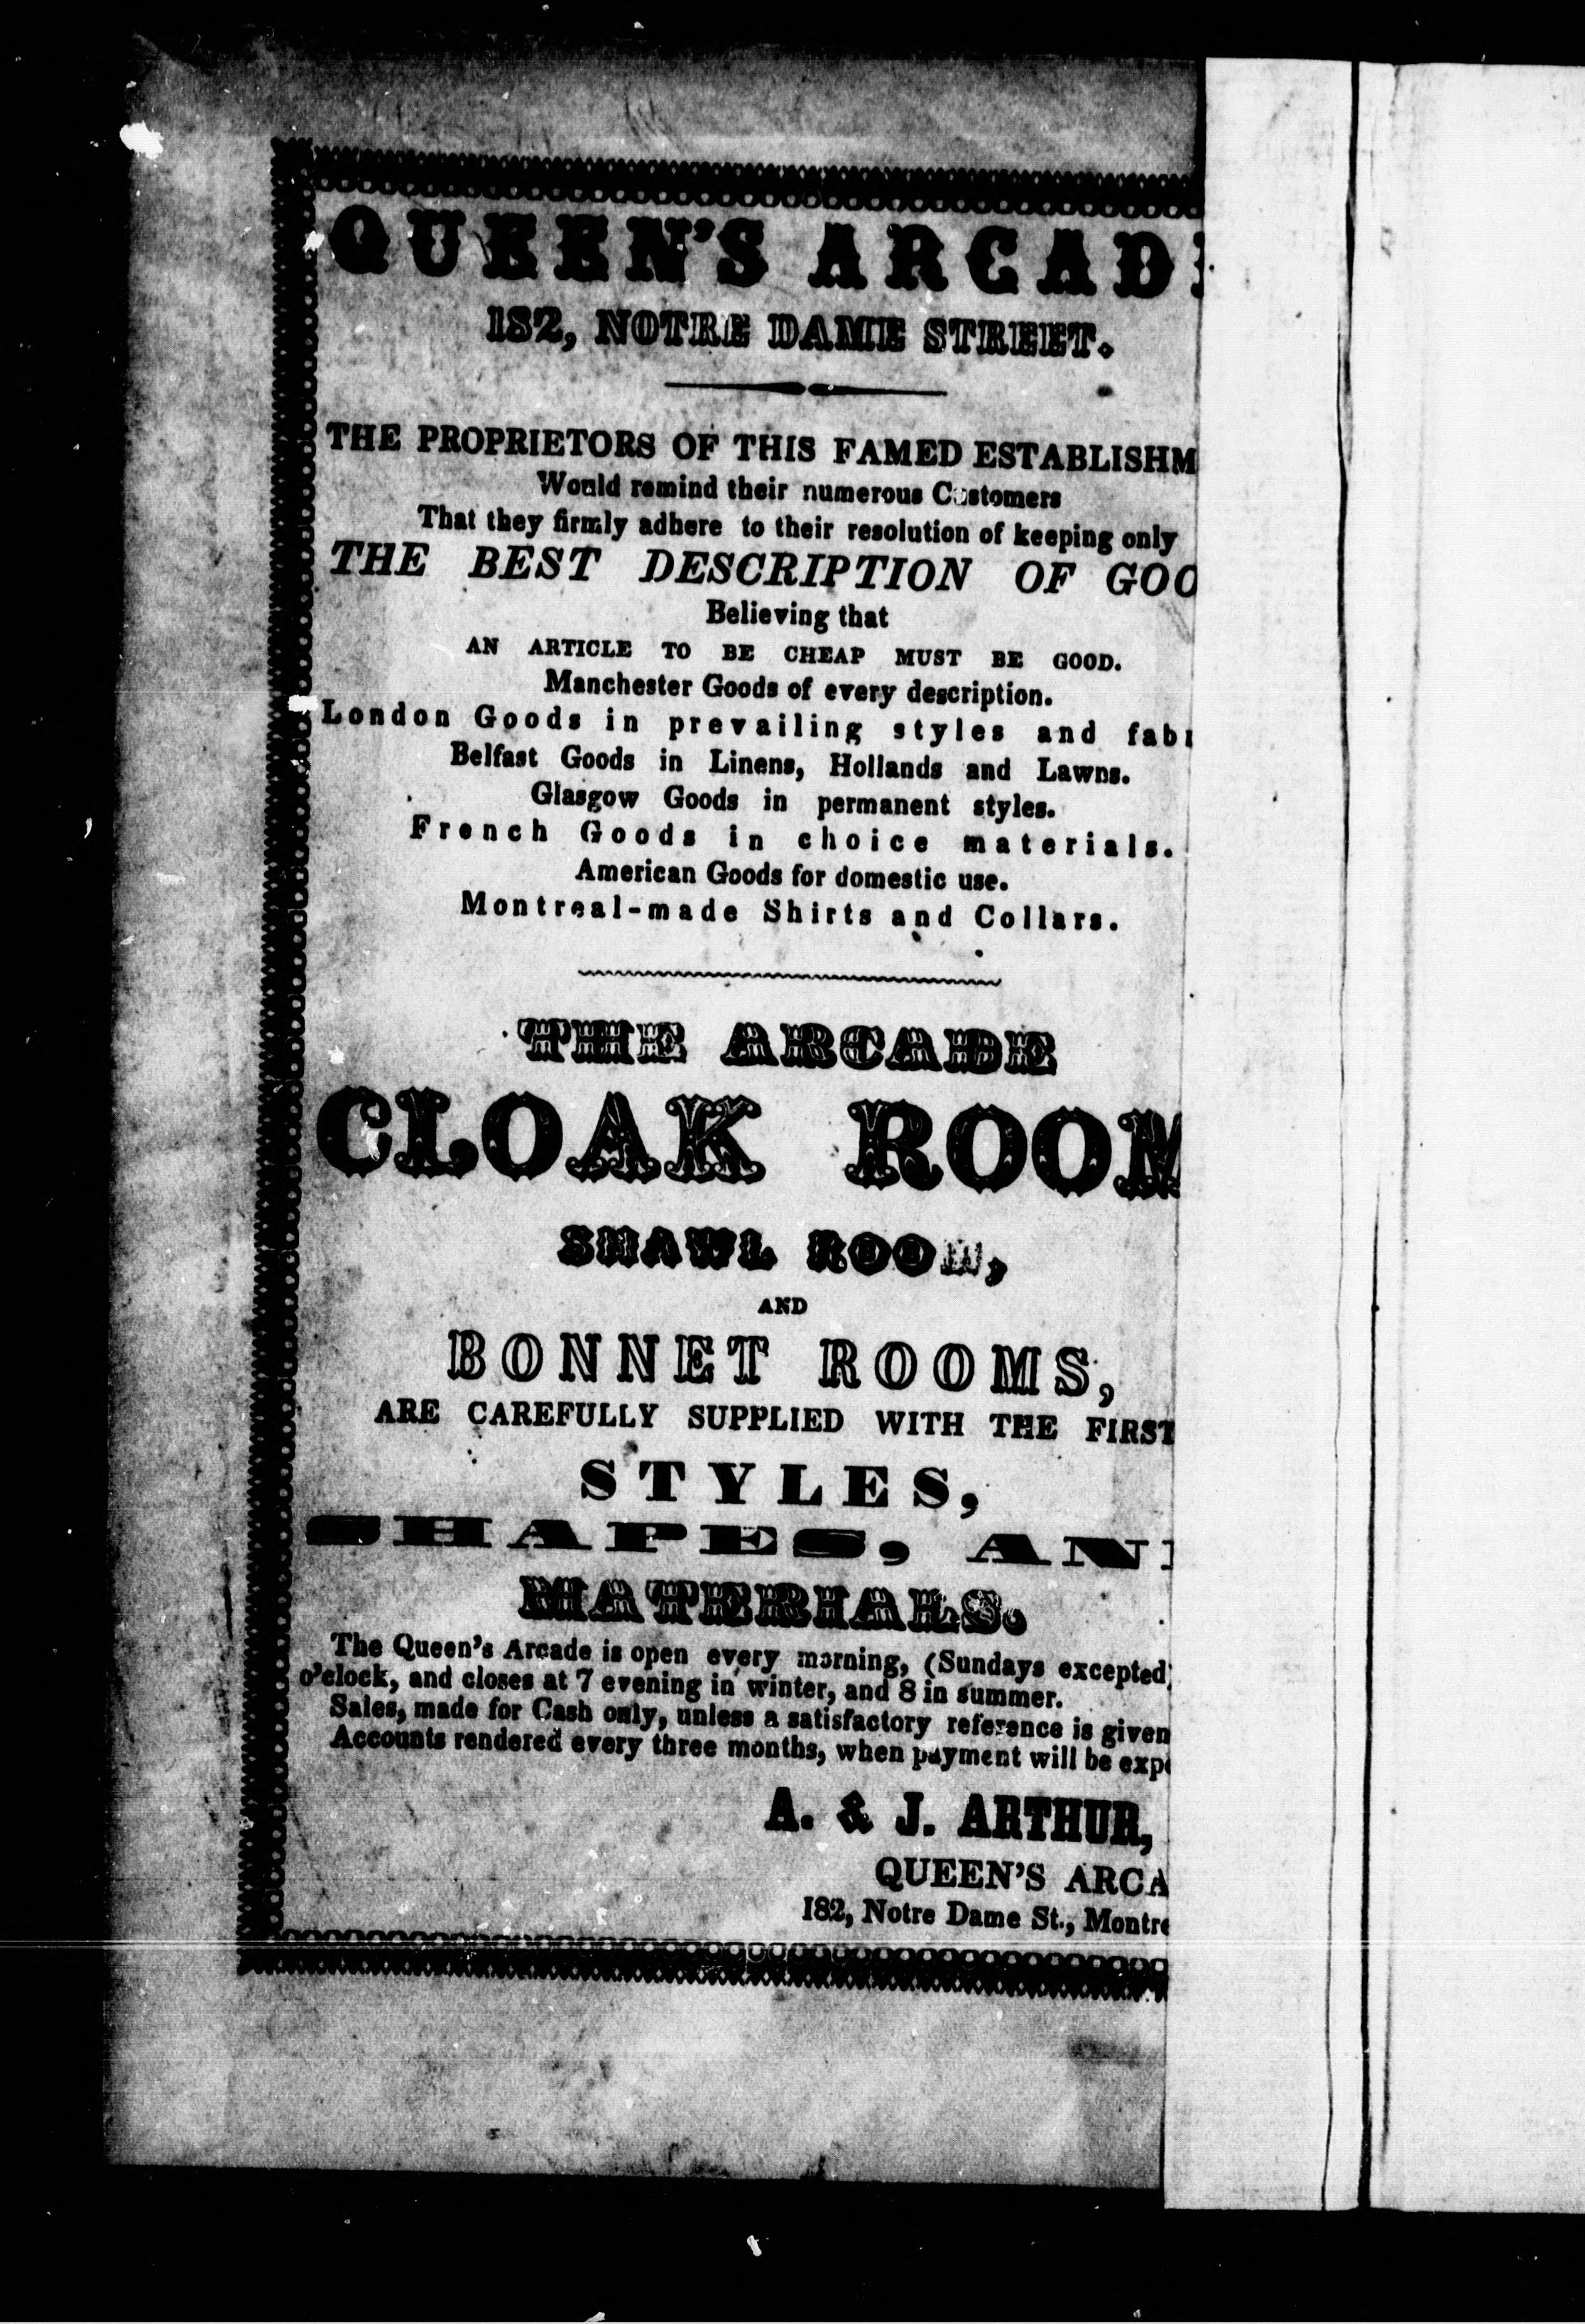 QUEEN'S ARCAD
182, NOTRE DAME STREET.
THE PROPRIETORS OF THIS FAMED ESTABLISHM
Would remind their numerous Customers
That they firmly adhere to their resolution of keeping only
THE BEST DESCRIPTION OF GOO
Believing that
AN ARTICLE TO BE CHEAP MUST BE GOOD.
Manchester Goods of every description.
London Goods in prevailing styles and fab
Belfast Goods in Linens, Hollands and Lawns.
Glasgow Goods in permanent styles.
French Goods in choice materials.
American Goods for domestic use.
Montreal-made Shirts and Collars.
THE ARCADE
CLOAK ROOM
SHAWL ROOM,
AND
BONNET ROOMS,
ARE CAREFULLY SUPPLIED WITH THE FIRST
STYLES,
SHAPES, AN
MATERIALS.
The Queen's Arcade is open every morning, (Sundays excepted
o'clock, and closes at 7 evening in winter, and 8 in summer.
Sales, made for Cash only, unless a satisfactory reference is given
Accounts rendered every three months, when payment will be exp
A. & J. ARTHUR,
QUEEN'S ARCA
182, Notre Dame St., Montre